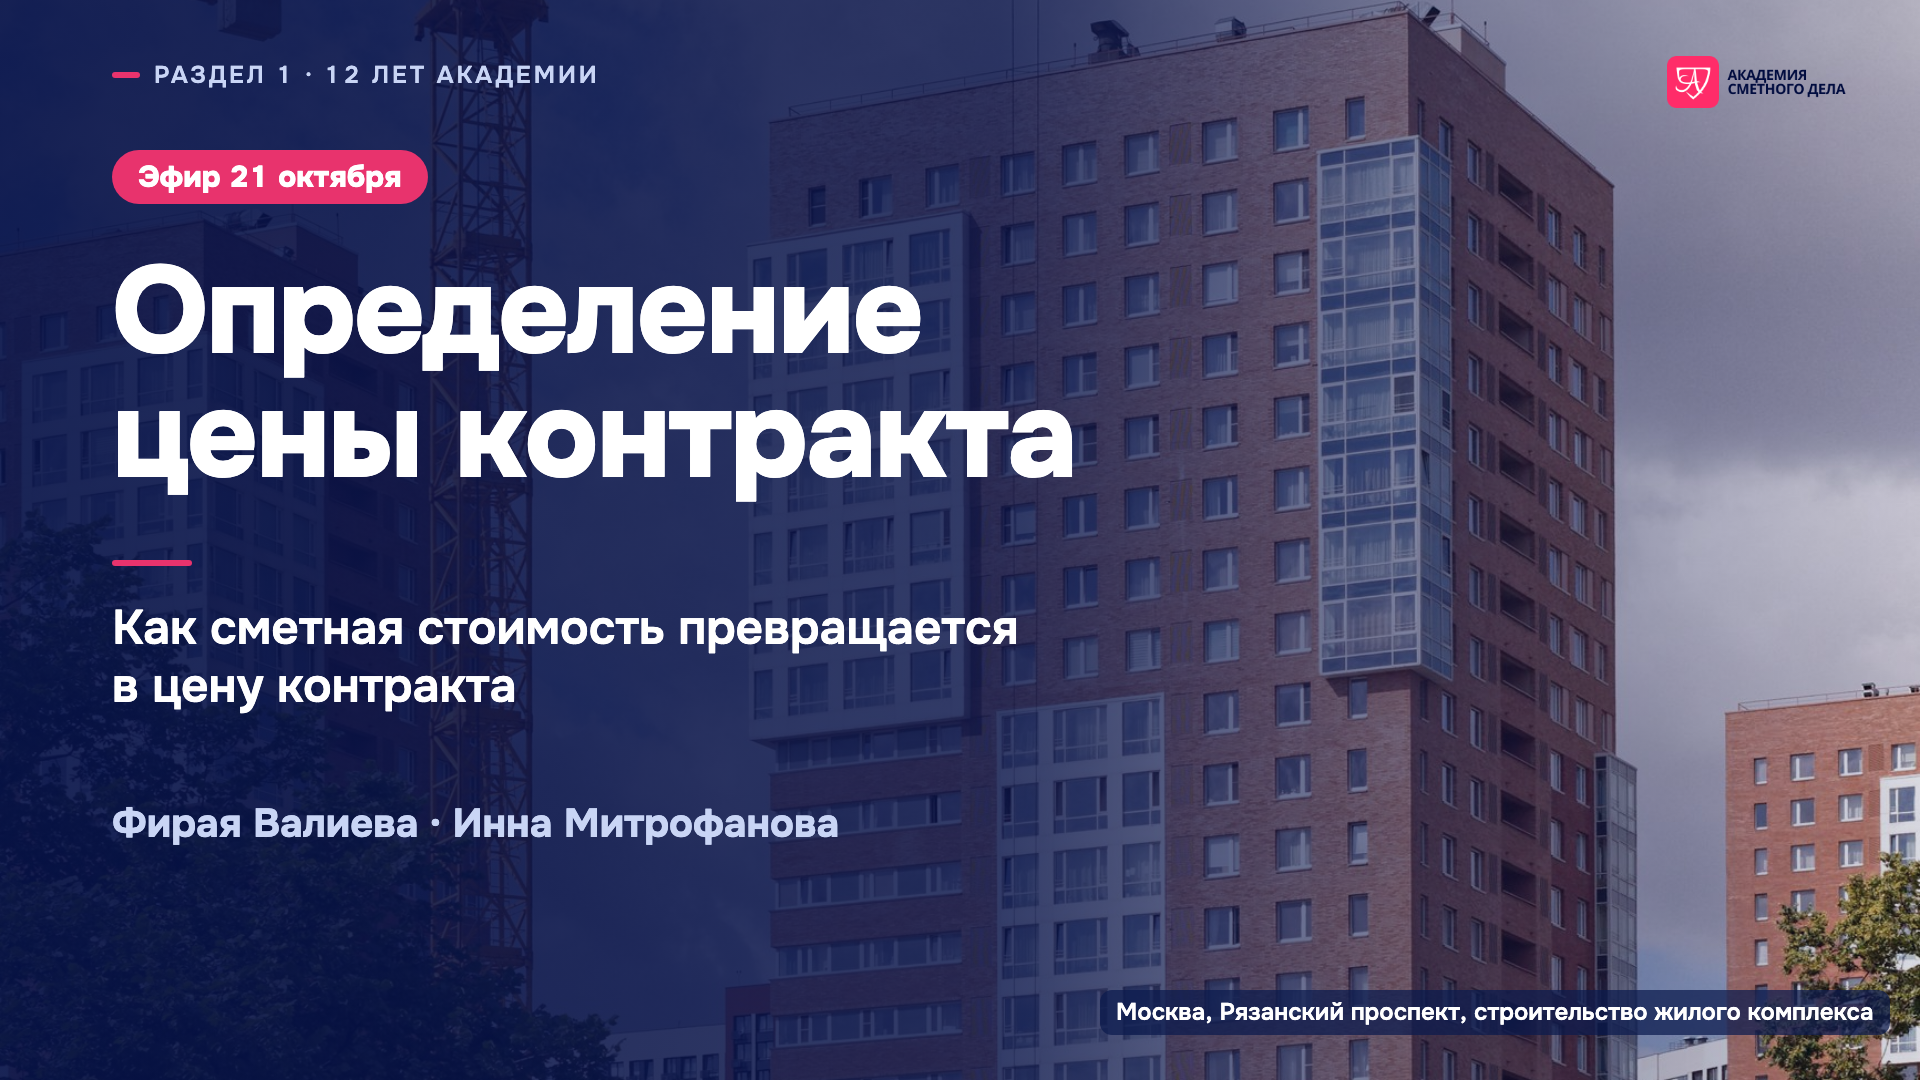 РАЗДЕЛ 1 · 12 ЛЕТ АКАДЕМИИ
АКАДЕМИЯ
СМЕТНОГО ДЕЛА
Эфир 21 октября
Определение
цены контракта
Как сметная стоимость превращается
в цену контракта
Фирая Валиева · Инна Митрофанова
Москва, Рязанский проспект, строительство жилого комплекса